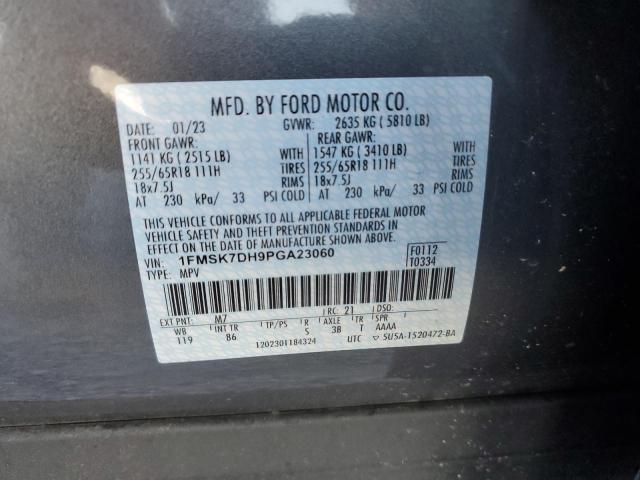 MFD. BY FORD MOTOR CO.
DATE: 01/23 GVWR: 2635 KG (5810 LB)
FRONT GAWR: REAR GAWR:
1141 KG (2515 LB) WITH 1547 KG (3410 LB) WITH
255/65R18 111H TIRES 255/65R18 111H TIRES
18x7.5J RIMS 18x7.5J RIMS
AT 230 kPa/ 33 PSI COLD AT 230 kPa/ 33 PSI COLD
THIS VEHICLE CONFORMS TO ALL APPLICABLE FEDERAL MOTOR
VEHICLE SAFETY AND THEFT PREVENTION STANDARDS IN
EFFECT ON THE DATE OF MANUFACTURE SHOWN ABOVE.
VIN: 1FMSK7DH9PGA23060 F0112
TYPE: MPV T0334
EXT PNT: M7 RC: 21 DSO:
WB INT TR TP/PS R AXLE TR SPR
119 86 5 3B T AAAA
1202301184324 UTC ▽ 5U5A-1520472-BA